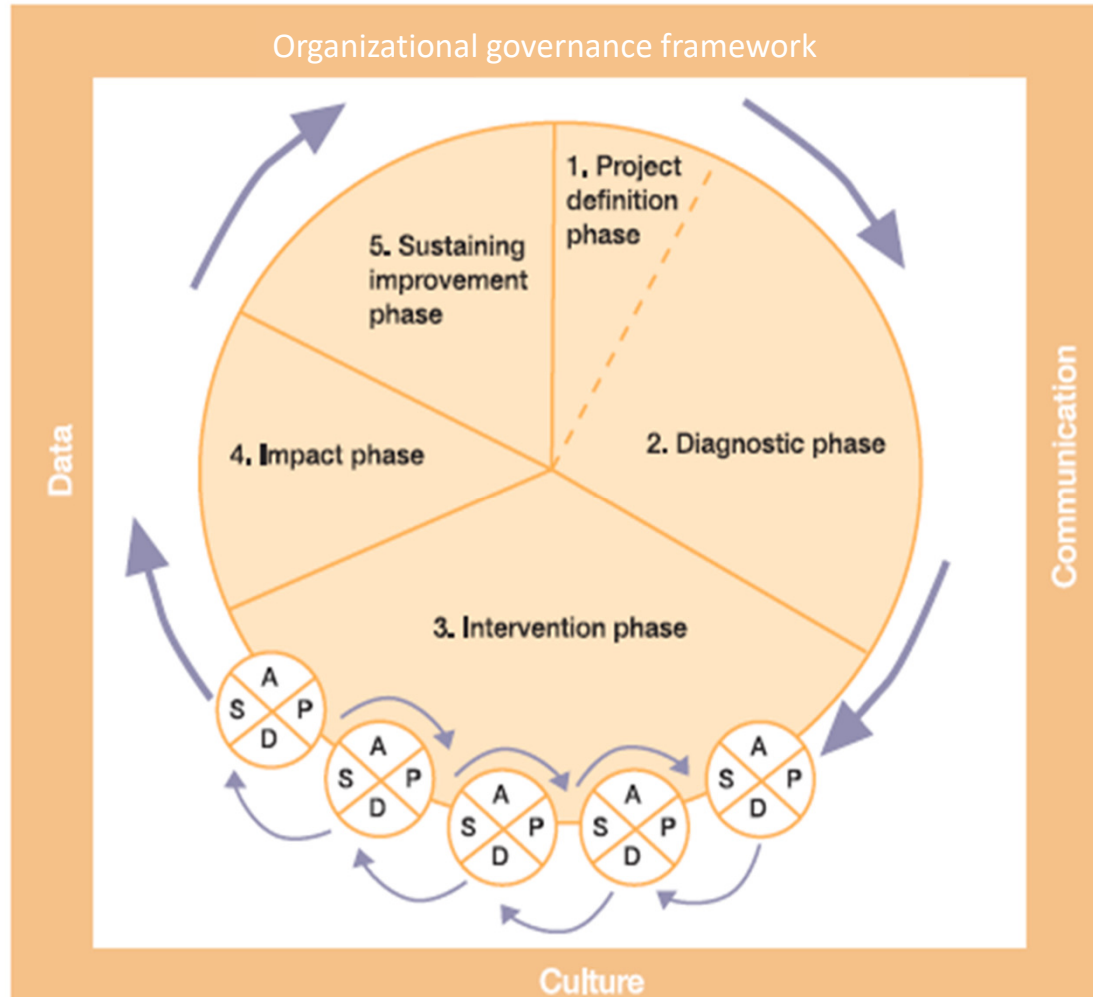 Organizational governance framework
1. Project
definition
phase
5. Sustaining
improvement
phase
2. Diagnostic phase
4. Impact phase
3. Intervention phase
Data
Communication
A
S P
D
A
S P
D
A
S P
D
A
S P
D
A
S P
D
Culture